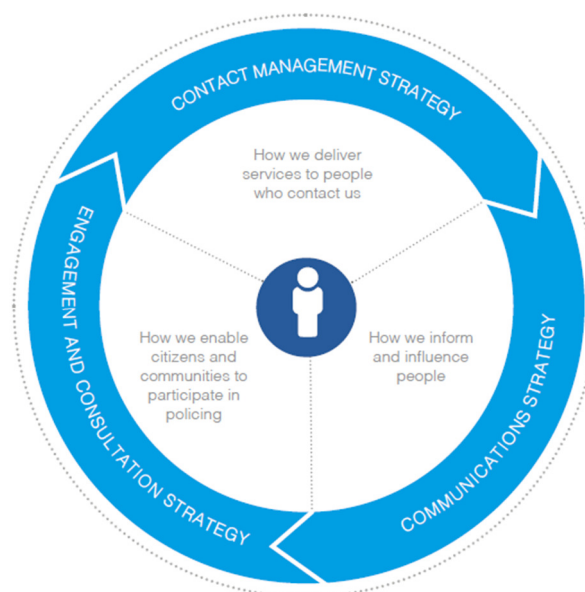 CONTACT MANAGEMENT STRATEGY
How we deliver
services to people
who contact us
How we inform
and influence
people
COMMUNICATIONS STRATEGY
How we enable
citizens and
communities to
participate in
policing
ENGAGEMENT AND CONSULTATION STRATEGY